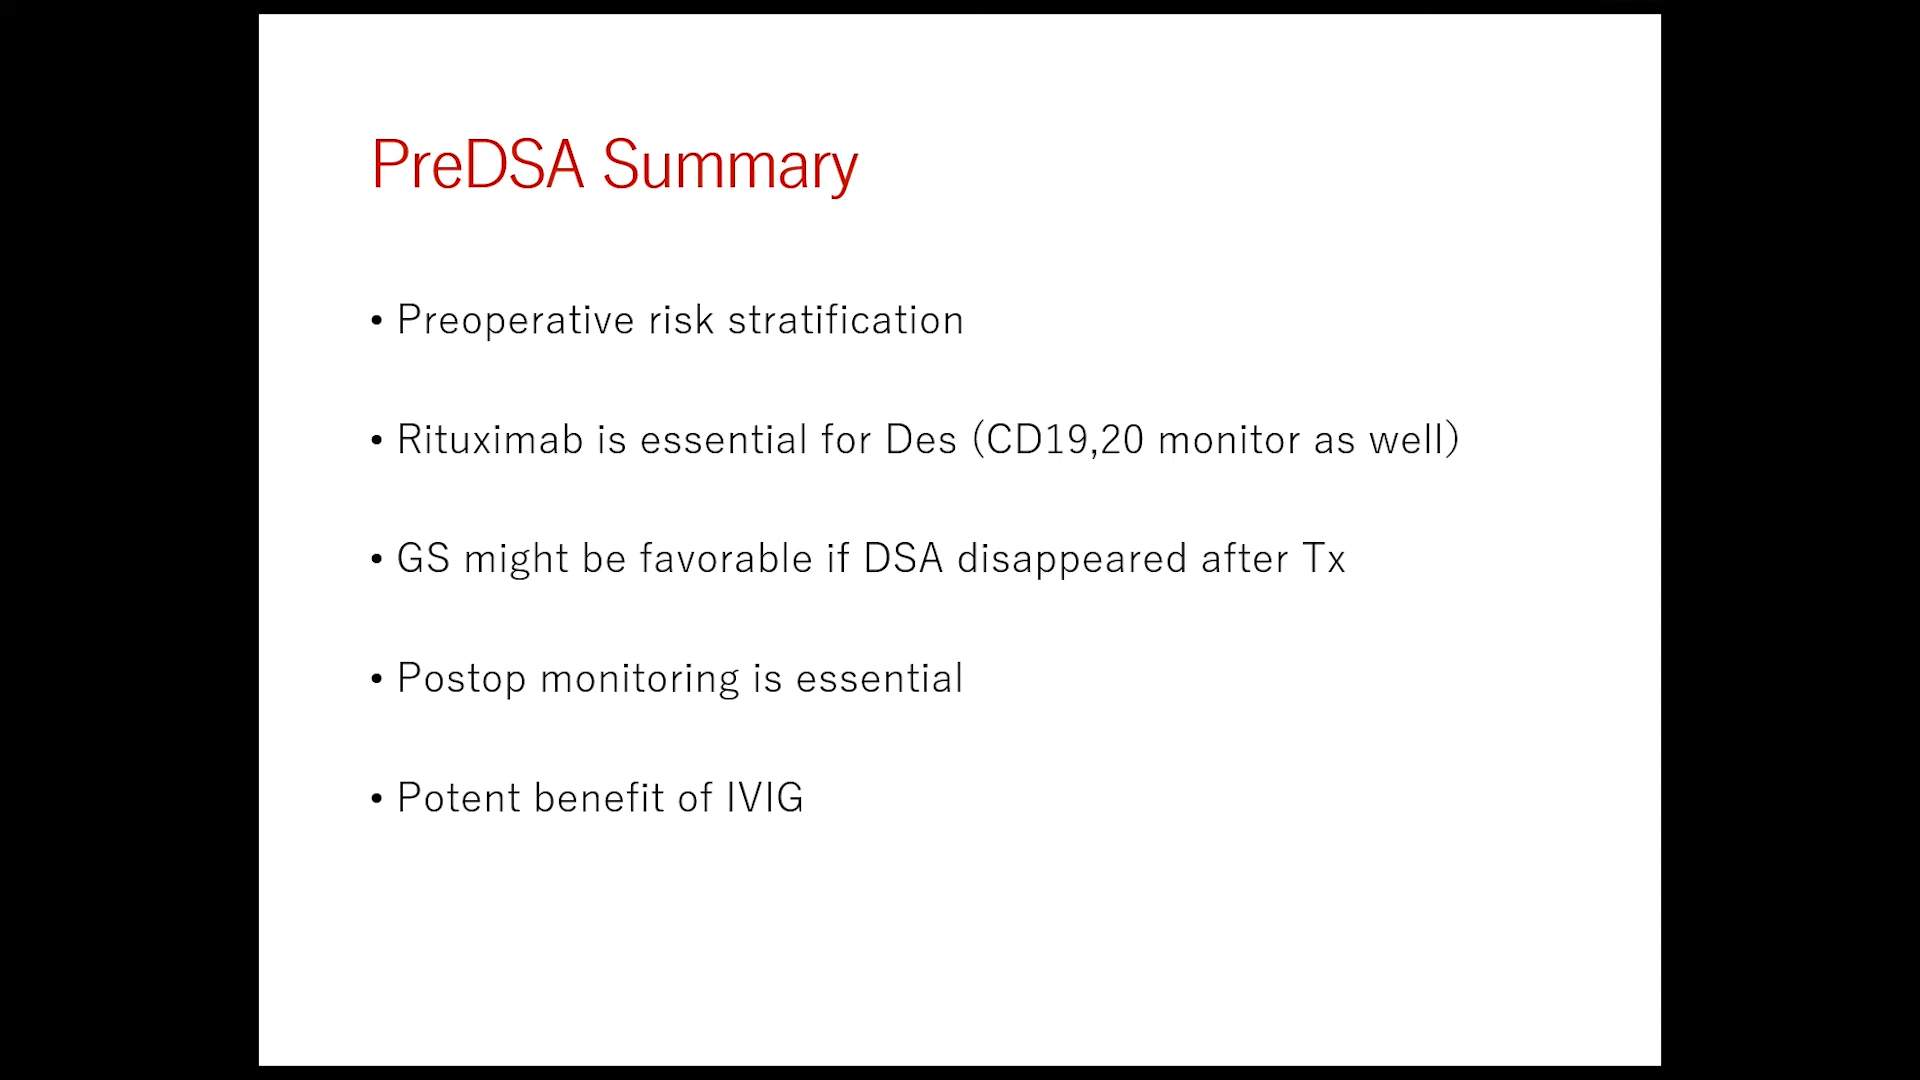 PreDSA Summary
• Preoperative risk stratification
• Rituximab is essential for Des (CD19,20 monitor as well)
• GS might be favorable if DSA disappeared after Tx
• Postop monitoring is essential
• Potent benefit of IVIG